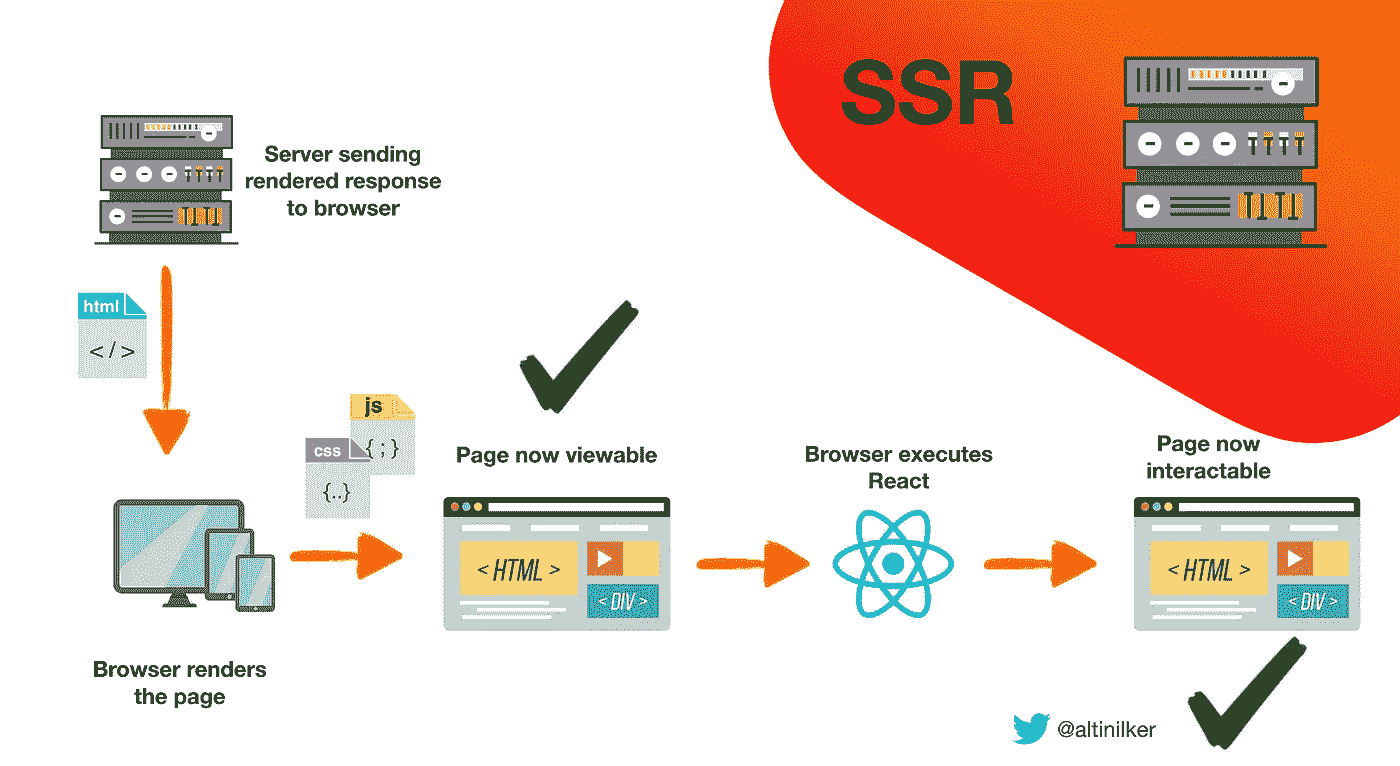 SSR
Server sending
rendered response
to browser
html
</>
js
{;}
css
{..}
Page now viewable
Browser executes
React
Page now
interactable
< HTML >
< DIV >
< HTML >
< DIV >
Browser renders
the page
@altinilker